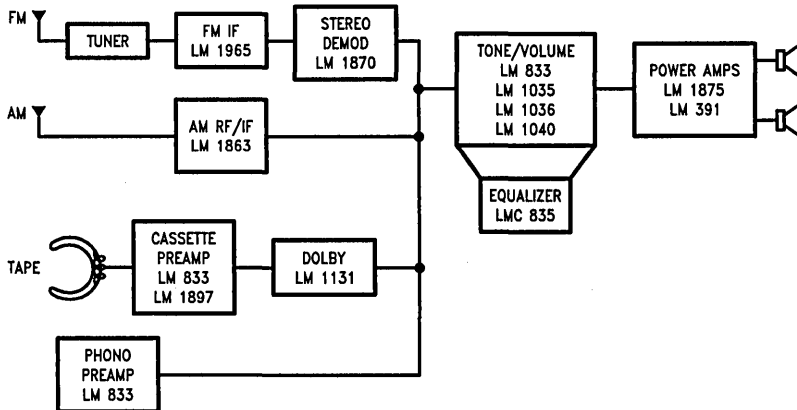 FM
TUNER
FM IF
LM 1965
STEREO
DEMOD
LM 1870
TONE/VOLUME
LM 833
LM 1035
LM 1036
LM 1040
POWER AMPS
LM 1875
LM 391
AM
AM RF/IF
LM 1863
EQUALIZER
LMC 835
TAPE
CASSETTE
PREAMP
LM 833
LM 1897
DOLBY
LM 1131
PHONO
PREAMP
LM 833